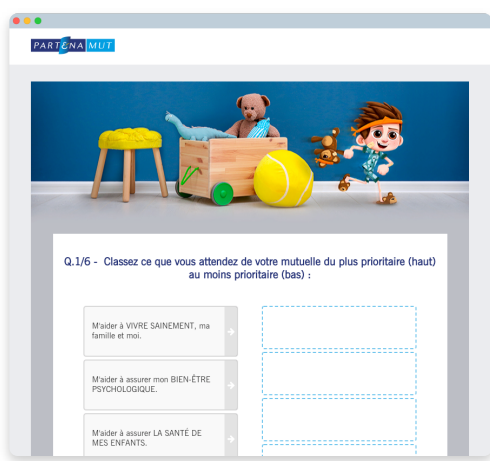 PARTENA MUT
Q.1/6 - Classez ce que vous attendez de votre mutuelle du plus prioritaire (haut)
au moins prioritaire (bas) :
M'aider à VIVRE SAINEMENT, ma
famille et moi.
M'aider à assurer mon BIEN-ÊTRE
PSYCHOLOGIQUE.
M'aider à assurer LA SANTÉ DE
MES ENFANTS.